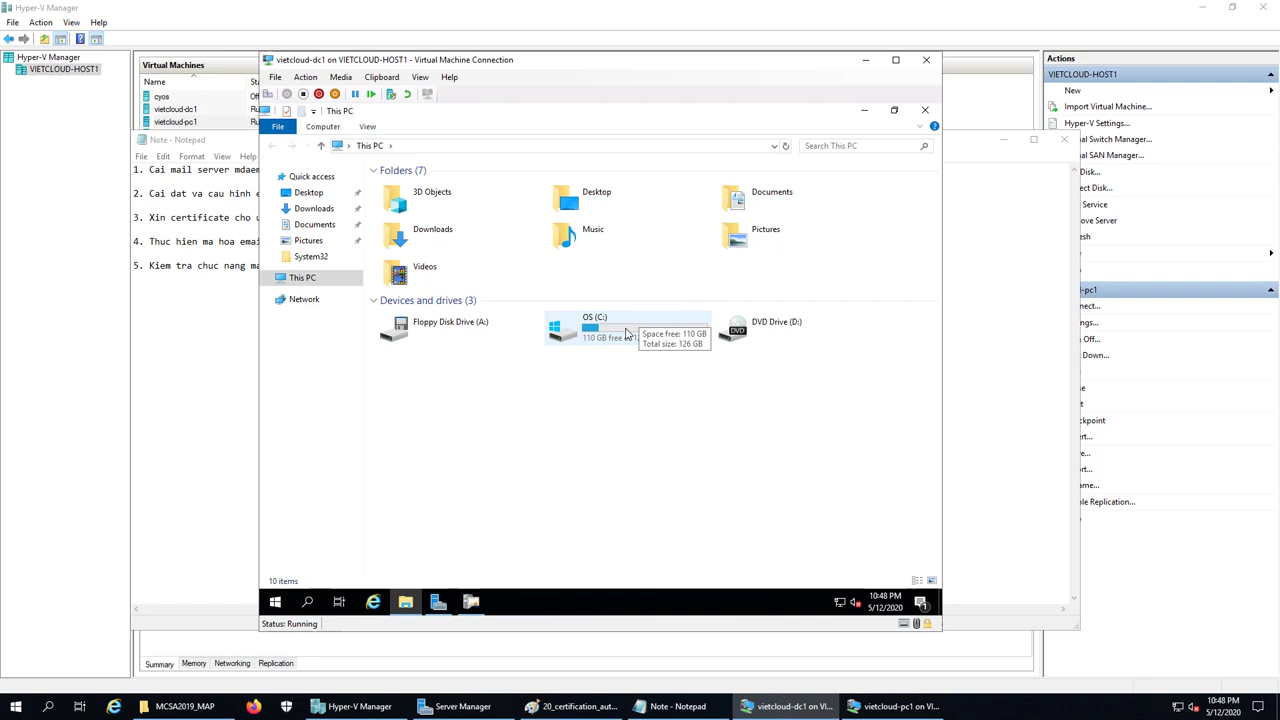 Hyper-V Manager
File Action View Help
Hyper-V Manager
VIETCLOUD-HOST1
Virtual Machines
Name
cyos
vietcloud-dc1
vietcloud-pc1
Note - Notepad
File Edit Format View Help
1. Cai mail server mdaem
2. Cai dat va cau hinh e
3. Xin certificate cho u
4. Thuc hien ma hoa emai
5. Kiem tra chuc nang ma
vietcloud-dc1 on VIETCLOUD-HOST1 - Virtual Machine Connection
File Action Media Clipboard View Help
This PC
File Computer View
This PC
Search This PC
Quick access
Desktop
Downloads
Documents
Pictures
System32
This PC
Network
Folders (7)
3D Objects
Desktop
Documents
Downloads
Music
Pictures
Videos
Devices and drives (3)
Floppy Disk Drive (A:)
OS (C:)
110 GB free
Space free: 110 GB
Total size: 126 GB
DVD Drive (D:)
10 items
10:48 PM
5/12/2020
1
Status: Running
Actions
VIETCLOUD-HOST1
New
Import Virtual Machine...
Hyper-V Settings...
Switch Manager...
SAN Manager...
Disk...
Service
Server
Replication...
Summary Memory Networking Replication
MCSA2019_MAP
Hyper-V Manager
Server Manager
20_certification_aut...
Note - Notepad
vietcloud-dc1 on VI...
vietcloud-pc1 on VI...
10:48 PM
5/12/2020